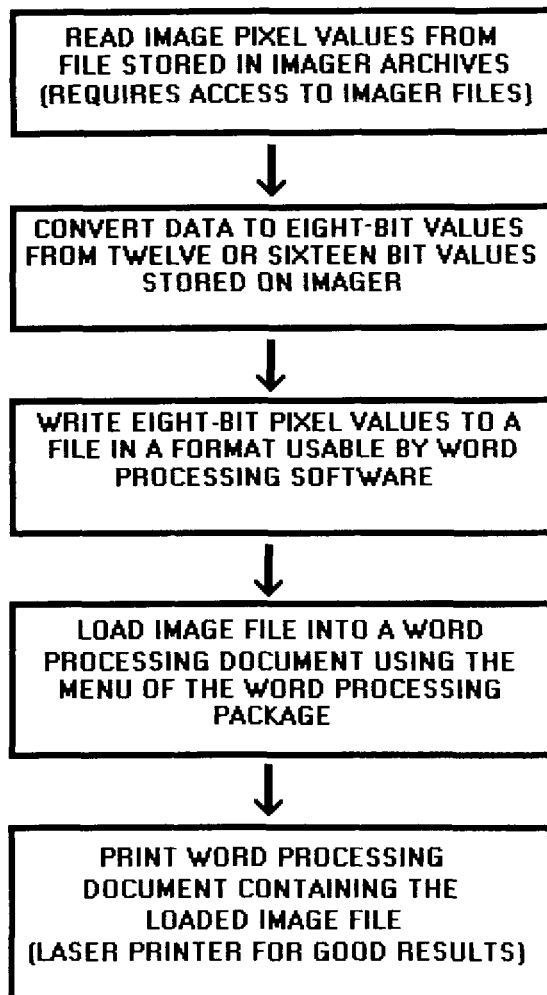 READ IMAGE PIXEL VALUES FROM
FILE STORED IN IMAGER ARCHIVES
(REQUIRES ACCESS TO IMAGER FILES)
CONVERT DATA TO EIGHT-BIT VALUES
FROM TWELVE OR SIXTEEN BIT VALUES
STORED ON IMAGER
WRITE EIGHT-BIT PIXEL VALUES TO A
FILE IN A FORMAT USABLE BY WORD
PROCESSING SOFTWARE
LOAD IMAGE FILE INTO A WORD
PROCESSING DOCUMENT USING THE
MENU OF THE WORD PROCESSING
PACKAGE
PRINT WORD PROCESSING
DOCUMENT CONTAINING THE
LOADED IMAGE FILE
(LASER PRINTER FOR GOOD RESULTS)